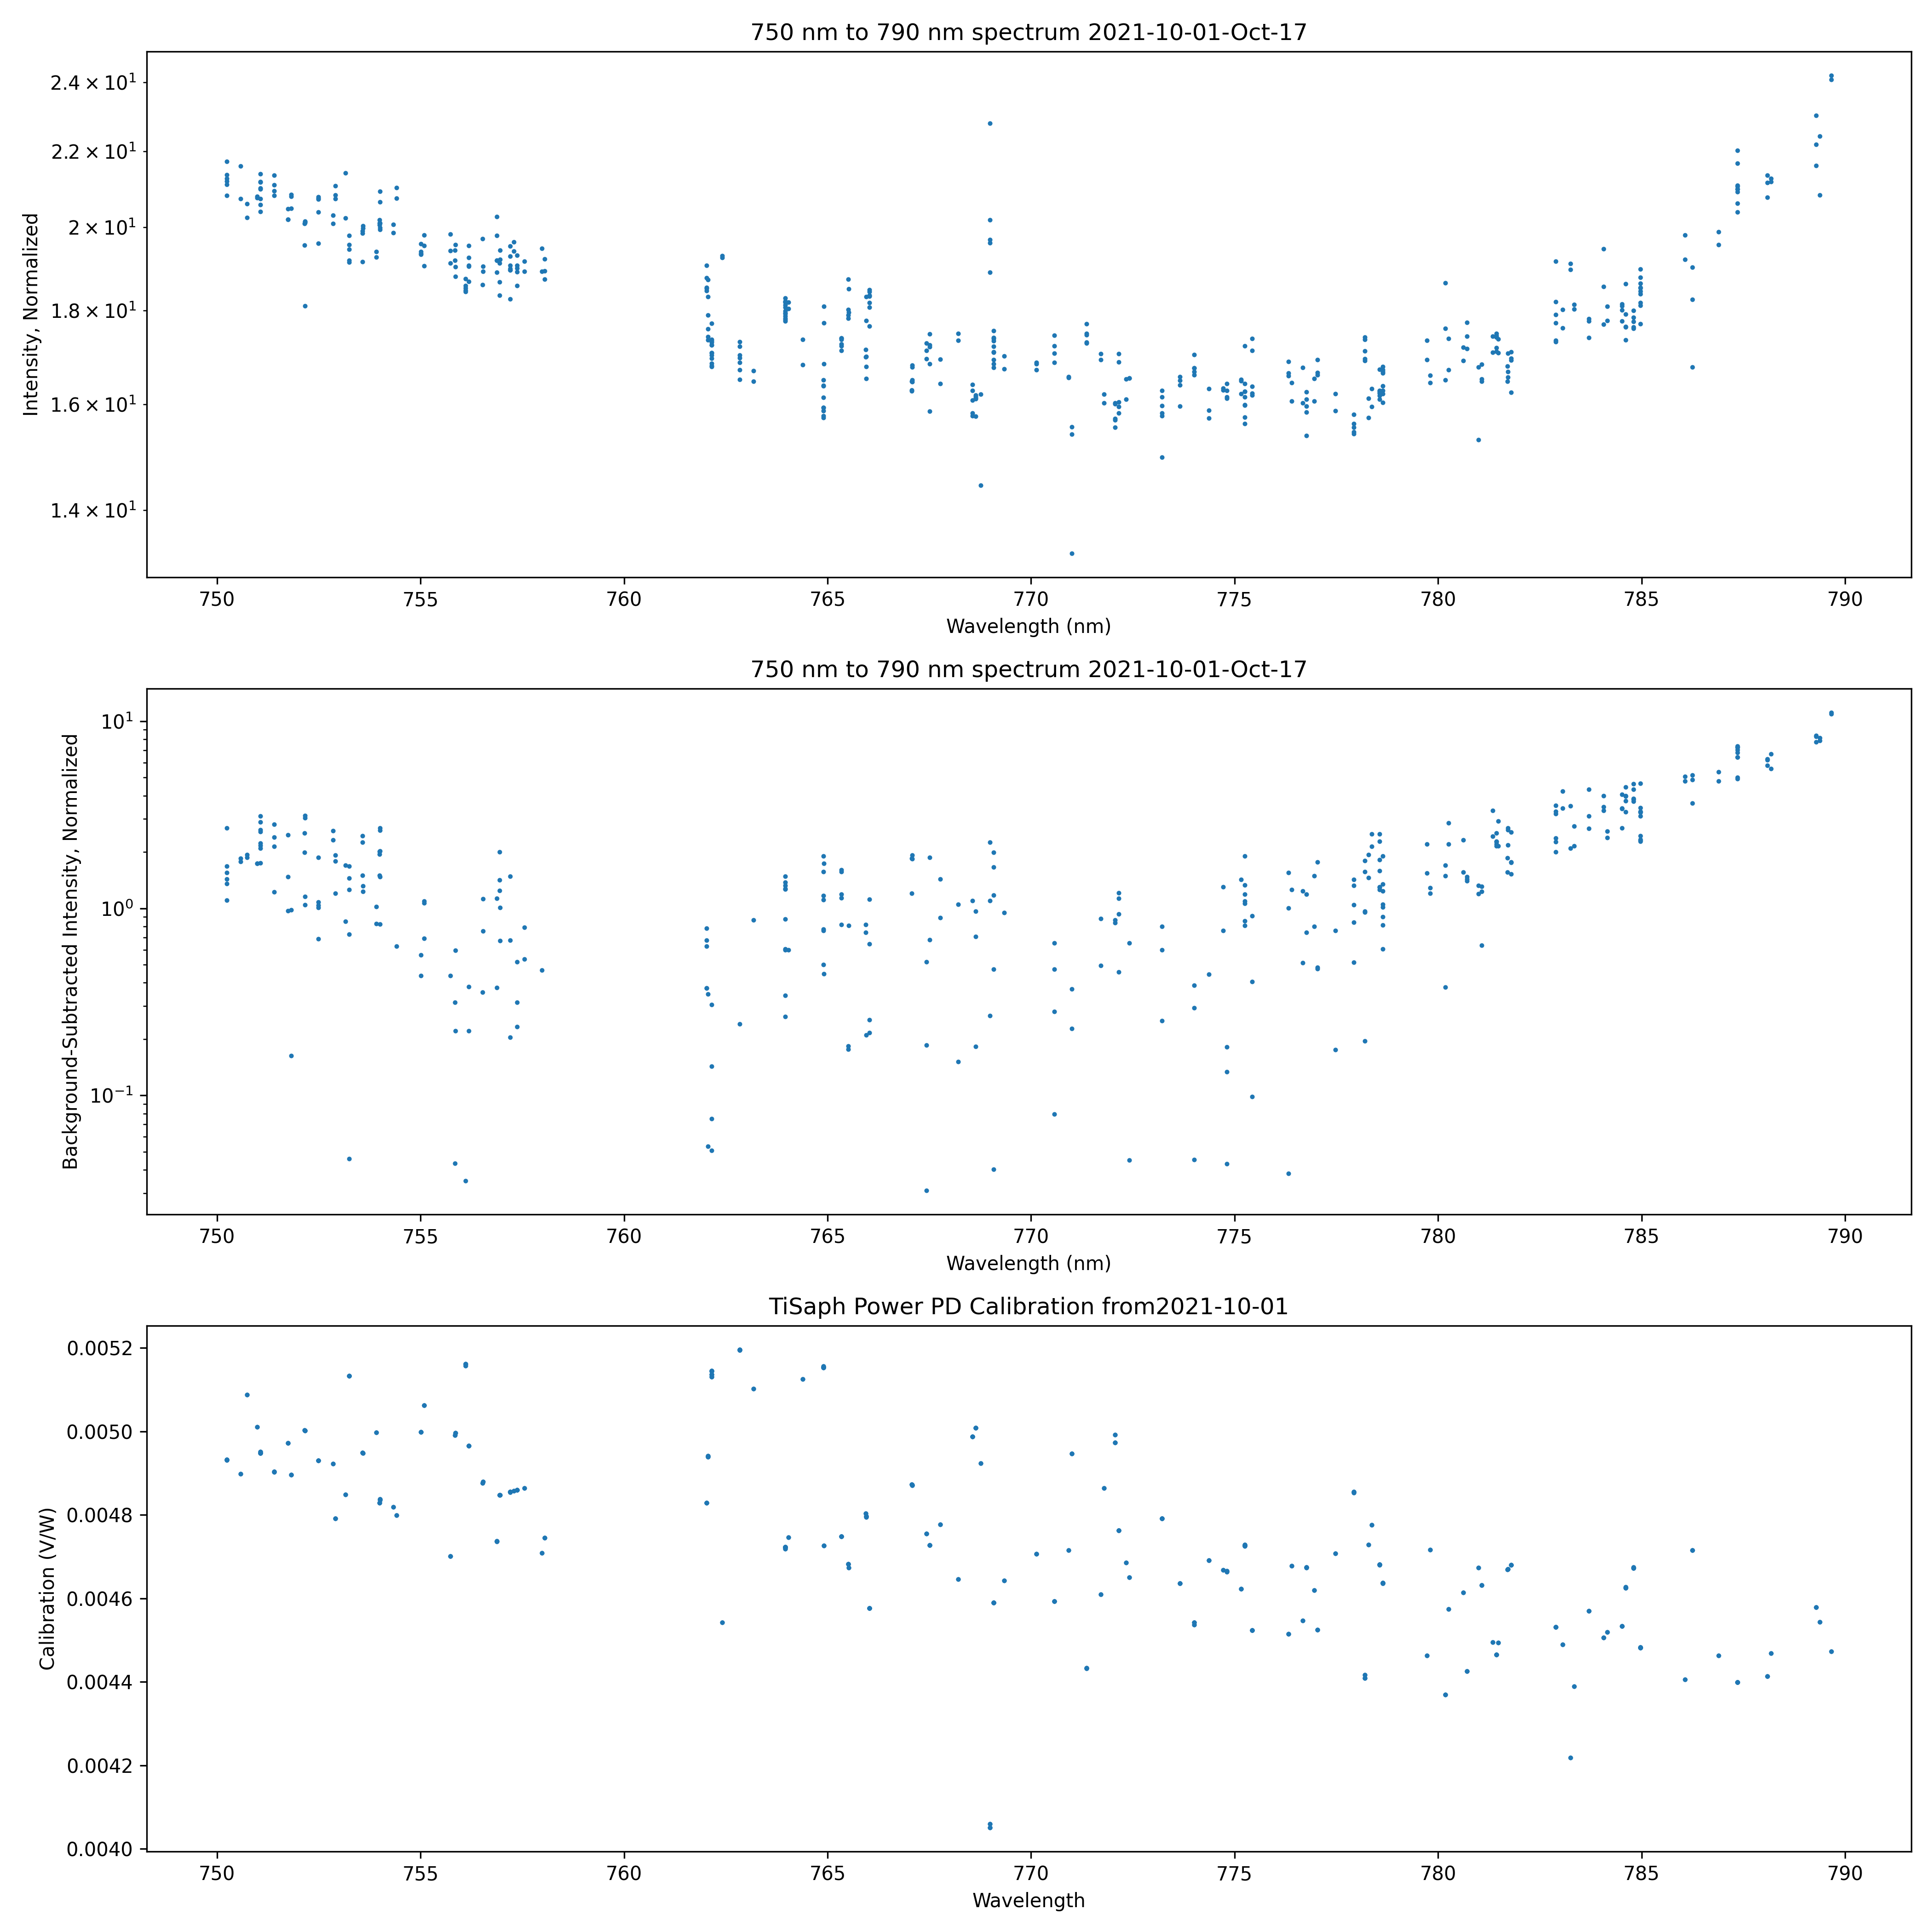 750 nm to 790 nm spectrum 2021-10-01-Oct-17
Intensity, Normalized
2.4 × 10¹
2.2 × 10¹
2 × 10¹
1.8 × 10¹
1.6 × 10¹
1.4 × 10¹
750 755 760 765 770 775 780 785 790
Wavelength (nm)
750 nm to 790 nm spectrum 2021-10-01-Oct-17
Background-Subtracted Intensity, Normalized
10¹
10⁰
10⁻¹
750 755 760 765 770 775 780 785 790
Wavelength (nm)
TiSaph Power PD Calibration from2021-10-01
Calibration (V/W)
0.0052
0.0050
0.0048
0.0046
0.0044
0.0042
0.0040
750 755 760 765 770 775 780 785 790
Wavelength